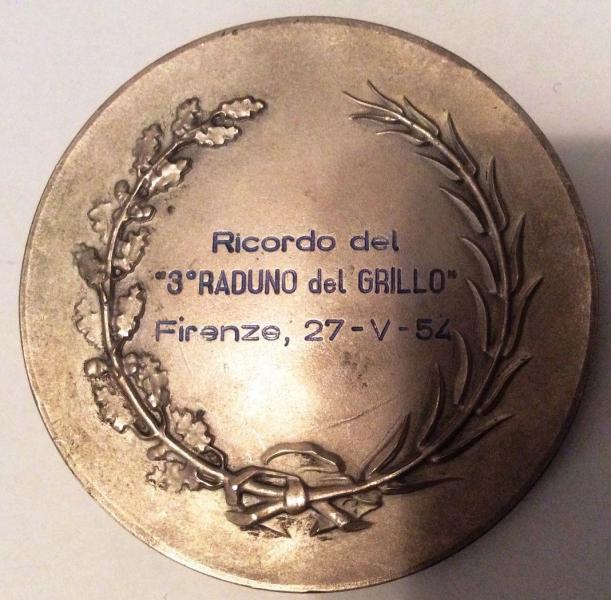 Ricordo del
"3° RADUNO del GRILLO"
Firenze, 27-V-54